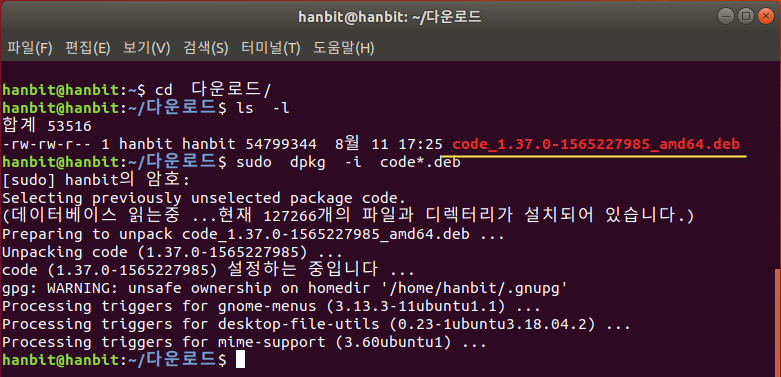 hanbit@hanbit: ~/다운로드
파일(F) 편집(E) 보기(V) 검색(S) 터미널(T) 도움말(H)
hanbit@hanbit:~$ cd 다운로드/
hanbit@hanbit:~/다운로드$ ls -l
합계 53516
-rw-rw-r-- 1 hanbit hanbit 54799344 8월 11 17:25 code_1.37.0-1565227985_amd64.deb
hanbit@hanbit:~/다운로드$ sudo dpkg -i code*.deb
[sudo] hanbit의 암호:
Selecting previously unselected package code.
(데이터베이스 읽는중 ...현재 127266개의 파일과 디렉터리가 설치되어 있습니다.)
Preparing to unpack code_1.37.0-1565227985_amd64.deb ...
Unpacking code (1.37.0-1565227985) ...
code (1.37.0-1565227985) 설정하는 중입니다 ...
gpg: WARNING: unsafe ownership on homedir '/home/hanbit/.gnupg'
Processing triggers for gnome-menus (3.13.3-11ubuntu1.1) ...
Processing triggers for desktop-file-utils (0.23-1ubuntu3.18.04.2) ...
Processing triggers for mime-support (3.60ubuntu1) ...
hanbit@hanbit:~/다운로드$